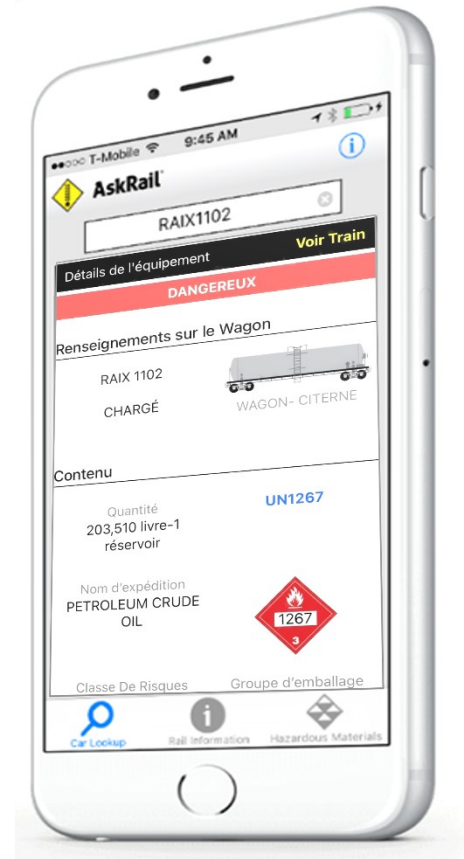 T-Mobile 9:45 AM
AskRail
RAIX1102
Détails de l'équipement Voir Train
DANGEREUX
Renseignements sur le Wagon
RAIX 1102
CHARGÉ
WAGON- CITERNE
Contenu
Quantité
203,510 livre-1
réservoir
UN1267
Nom d'expédition
PETROLEUM CRUDE
OIL
1267
3
Classe De Risques
Groupe d'emballage
Car Lookup
Rail Information
Hazardous Materials